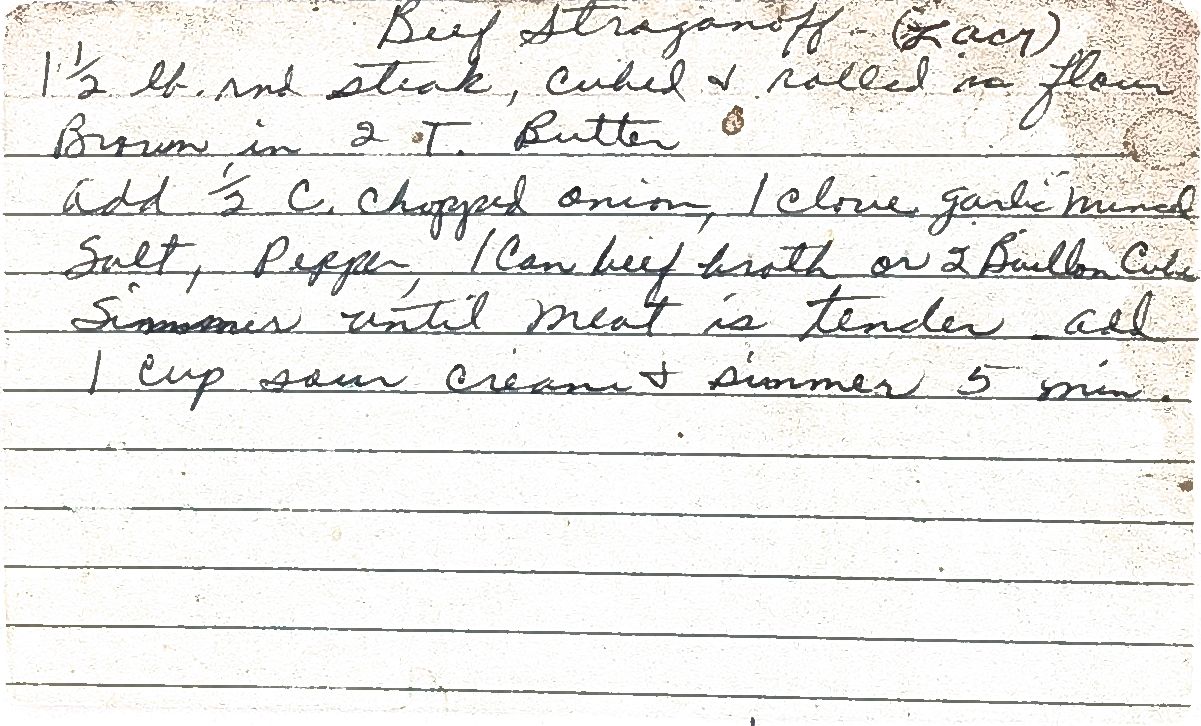 Beef Straganoff - (Lacy)
1 1/2 lb. rnd steak, cubed & rolled in flour
Brown in 2 T. Butter
add 1/2 C. chopped onion, 1 clove garlic minced
Salt, Pepper, 1 Can beef broth or 2 Boullon Cube
Simmer until meat is tender add
1 cup sour cream & simmer 5 min.